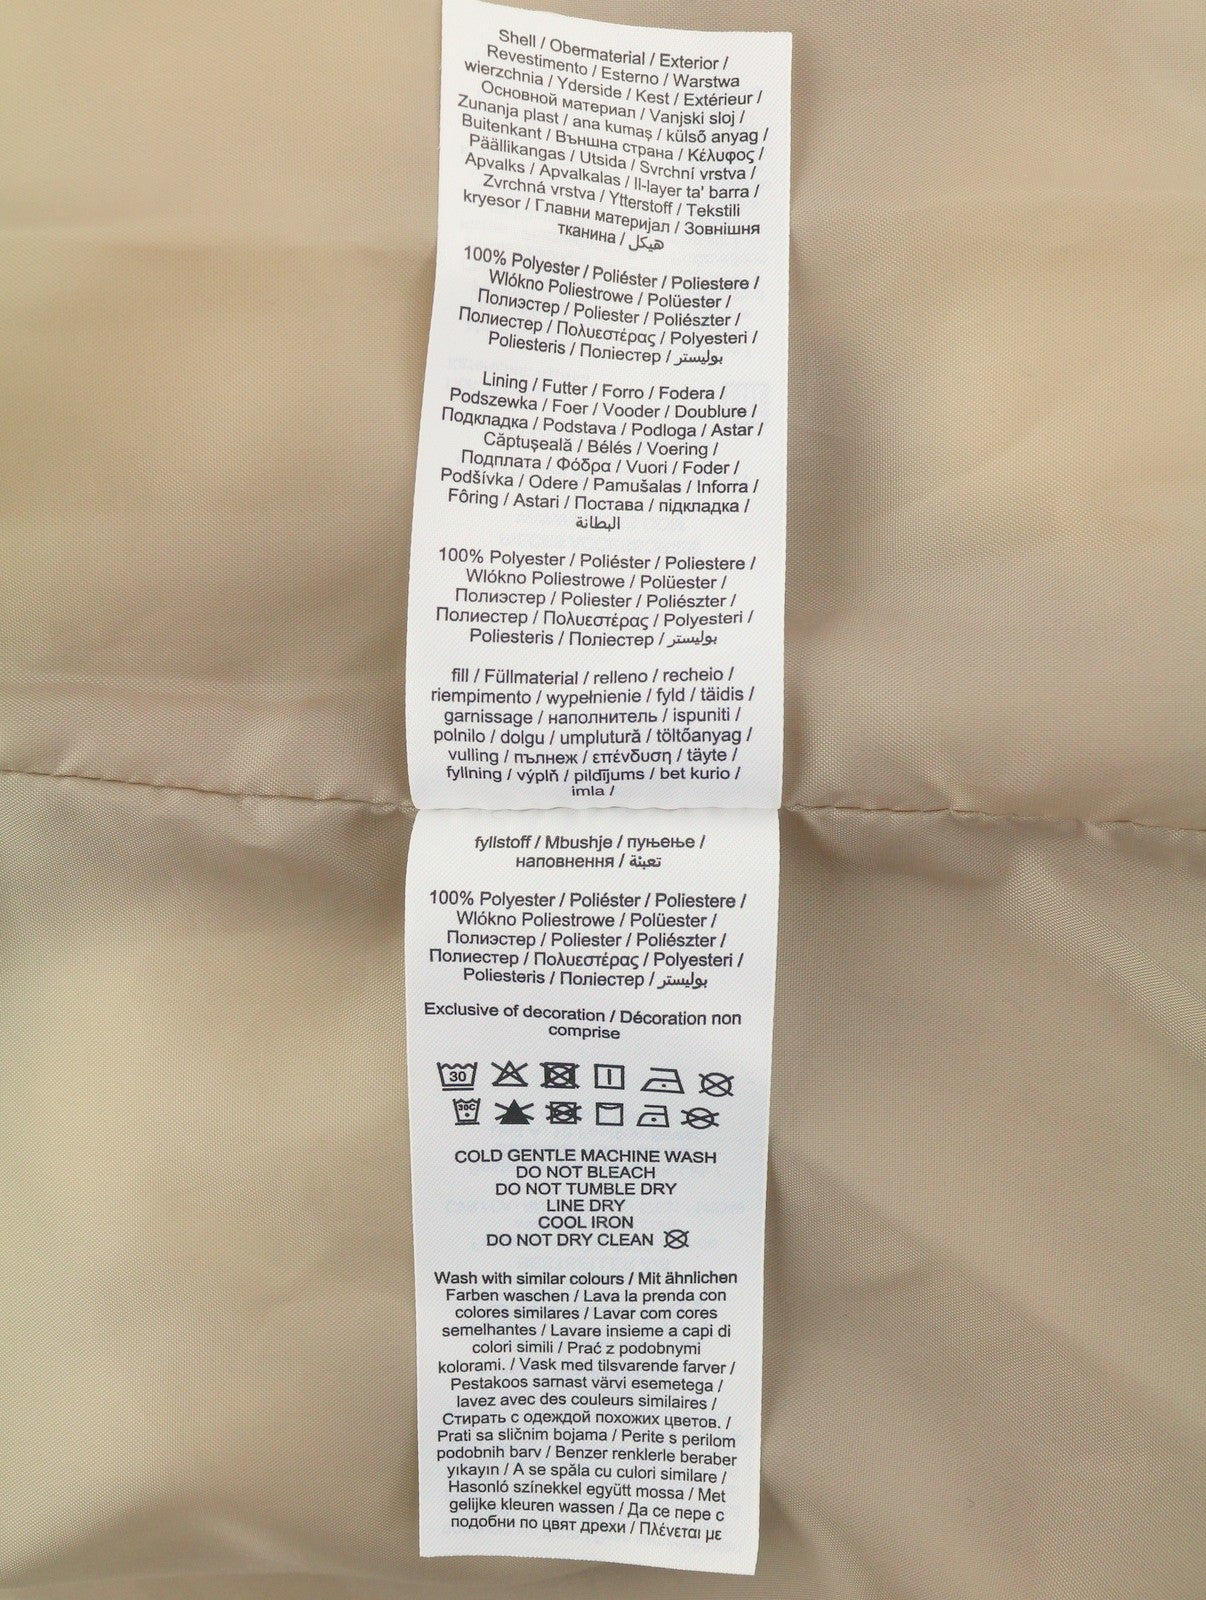 Shell / Obermaterial / Exterior /
Revestimento / Esterno / Warstwa
wierzchnia / Yderside / Kest / Extérieur /
Основной материал / Vanjski sloj /
Zunanja plast / ana kumaş / külső anyag /
Buitenkant / Външна страна / Κέλυφος /
Päällikangas / Utsida / Svrchní vrstva /
Apvalks / Apvalkalas / Il-layer ta' barra /
Zvrchná vrstva / Ytterstoff / Tekstili
kryesor / Главни материјал / Зовнішня
тканина / هيكل
100% Polyester / Poliéster / Poliestere /
Wlókno Poliestrowe / Polüester /
Полиэстер / Poliester / Poliészter /
Полиестер / Πολυεστέρας / Polyesteri /
Poliesteris / Поліестер / بوليستر
Lining / Futter / Forro / Fodera /
Podszewka / Foer / Vooder / Doublure /
Подкладка / Podstava / Podloga / Astar /
Căptuşeală / Bélés / Voering /
Подплата / Φόδρα / Vuori / Foder /
Podšívka / Odere / Pamušalas / Inforra /
Fôring / Astari / Постава / підкладка /
البطانة
100% Polyester / Poliéster / Poliestere /
Wlókno Poliestrowe / Polüester /
Полиэстер / Poliester / Poliészter /
Полиестер / Πολυεστέρας / Polyesteri /
Poliesteris / Поліестер / بوليستر
fill / Füllmaterial / relleno / recheio /
riempimento / wypełnienie / fyld / täidis /
garnissage / наполнитель / ispuniti /
polnilo / dolgu / umplutură / töltőanyag /
vulling / пълнеж / επένδυση / täyte /
fyllning / výplň / pildījums / bet kurio /
imla /
fyllstoff / Mbushje / пуњење /
наповнення / تعبئة
100% Polyester / Poliéster / Poliestere /
Wlókno Poliestrowe / Polüester /
Полиэстер / Poliester / Poliészter /
Полиестер / Πολυεστέρας / Polyesteri /
Poliesteris / Поліестер / بوليستر
Exclusive of decoration / Décoration non
comprise
30
30C
COLD GENTLE MACHINE WASH
DO NOT BLEACH
DO NOT TUMBLE DRY
LINE DRY
COOL IRON
DO NOT DRY CLEAN
Wash with similar colours / Mit ähnlichen
Farben waschen / Lava la prenda con
colores similares / Lavar com cores
semelhantes / Lavare insieme a capi di
colori simili / Prać z podobnymi
kolorami. / Vask med tilsvarende farver /
Pestakoos sarnast värvi esemetega /
lavez avec des couleurs similaires /
Стирать с одеждой похожих цветов. /
Prati sa sličnim bojama / Perite s perilom
podobnih barv / Benzer renklerle beraber
yıkayın / A se spăla cu culori similare /
Hasonló színekkel együtt mossa / Met
gelijke kleuren wassen / Да се пере с
подобни по цвят дрехи / Πλένεται με